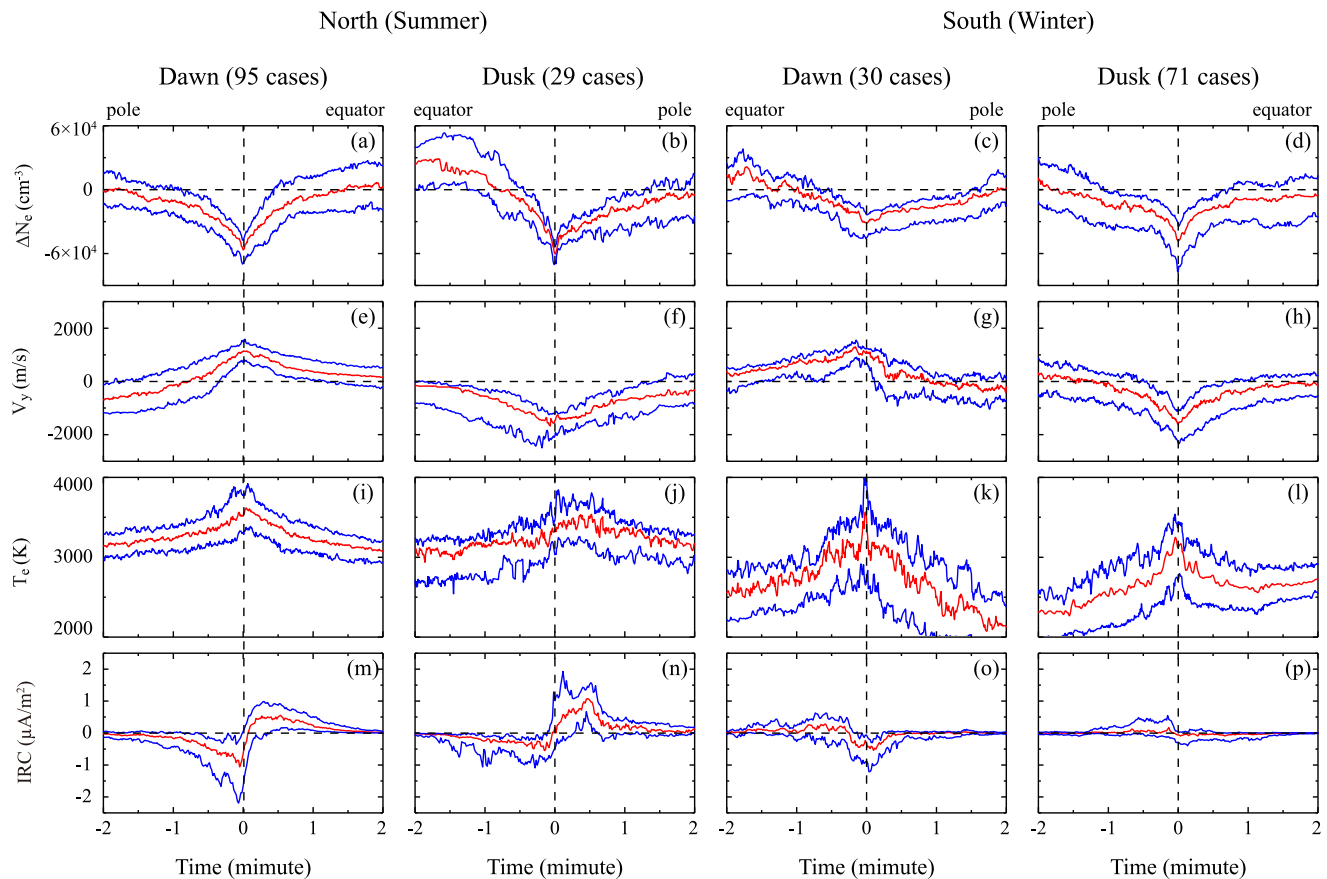 North (Summer) South (Winter)
Dawn (95 cases) Dusk (29 cases) Dawn (30 cases) Dusk (71 cases)
pole equator equator pole equator pole pole equator
6×10⁴ (a) (b) (c) (d)
0
ΔNₑ (cm⁻³)
-6×10⁴
2000 (e) (f) (g) (h)
0
V_y (m/s)
-2000
4000 (i) (j) (k) (l)
3000
Tₑ (K)
2000
2 (m) (n) (o) (p)
1
0
IRC (μA/m²)
-1
-2
-2 -1 0 1 2 -2 -1 0 1 2 -2 -1 0 1 2 -2 -1 0 1 2
Time (mimute) Time (mimute) Time (mimute) Time (mimute)